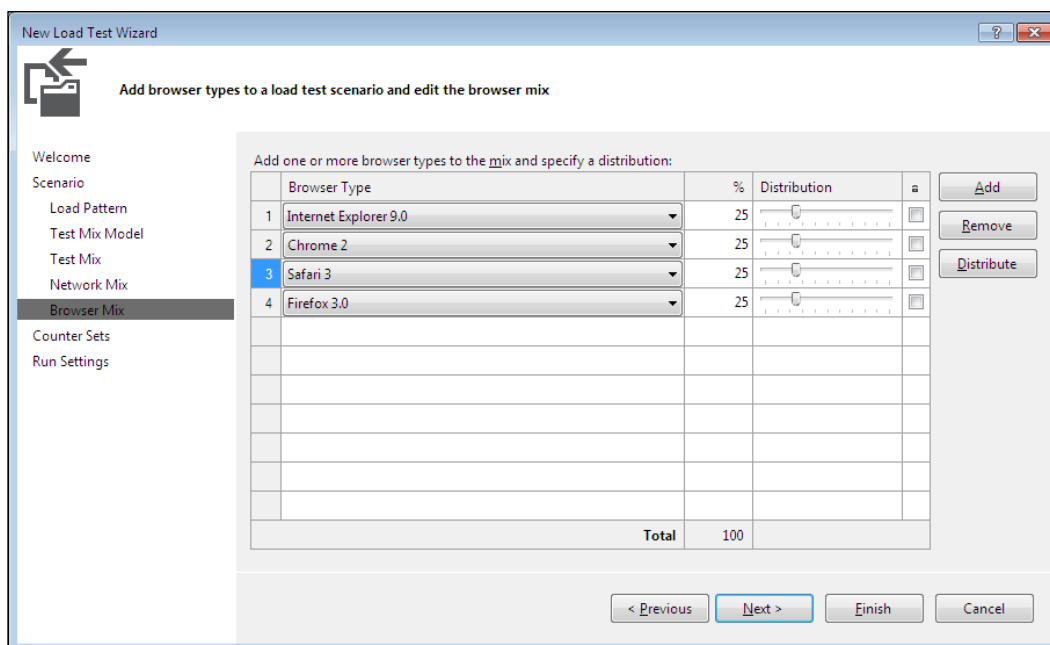 New Load Test Wizard
Add browser types to a load test scenario and edit the browser mix
Welcome
Scenario
Load Pattern
Test Mix Model
Test Mix
Network Mix
Browser Mix
Counter Sets
Run Settings
Add one or more browser types to the mix and specify a distribution:
Browser Type % Distribution
1 Internet Explorer 9.0 25
2 Chrome 2 25
3 Safari 3 25
4 Firefox 3.0 25
Total 100
Add
Remove
Distribute
< Previous Next > Finish Cancel